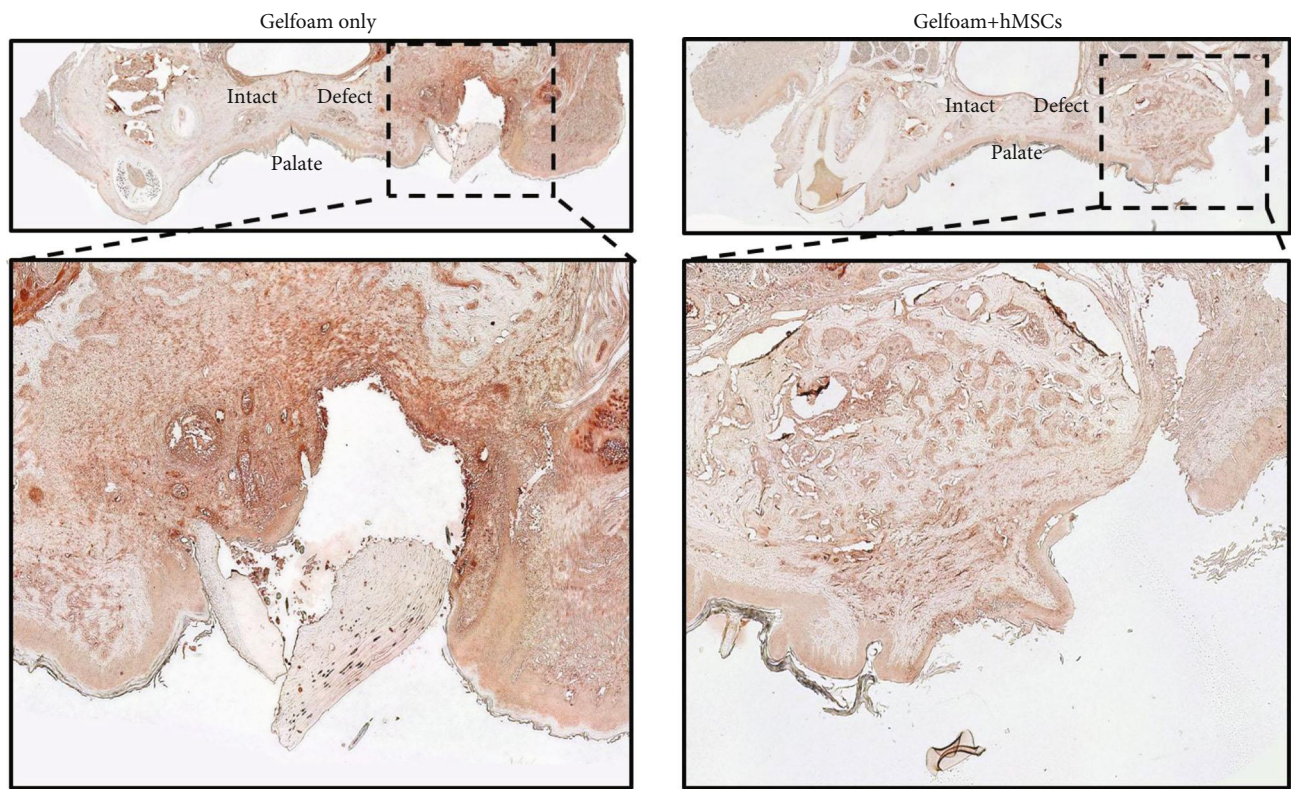 Gelfoam only
Gelfoam+hMSCs
Intact
Defect
Palate
Intact
Defect
Palate